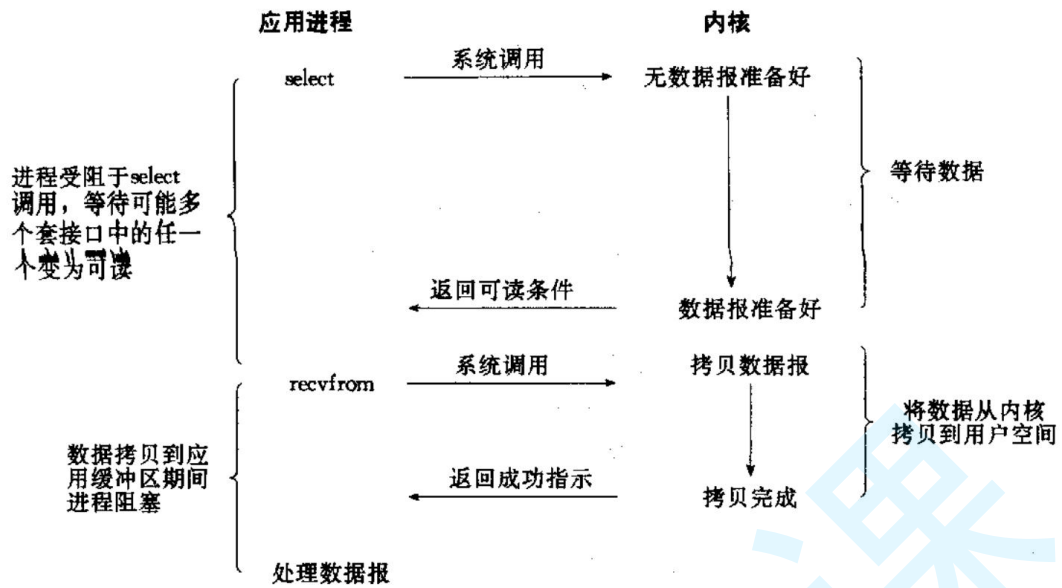 应用进程
内核
系统调用
select
无数据报准备好
进程受阻于select
调用，等待可能多
个套接口中的任一
个变为可读
等待数据
返回可读条件
数据报准备好
系统调用
recvfrom
拷贝数据报
将数据从内核
拷贝到用户空间
数据拷贝到应
用缓冲区期间
进程阻塞
返回成功指示
拷贝完成
处理数据报
课